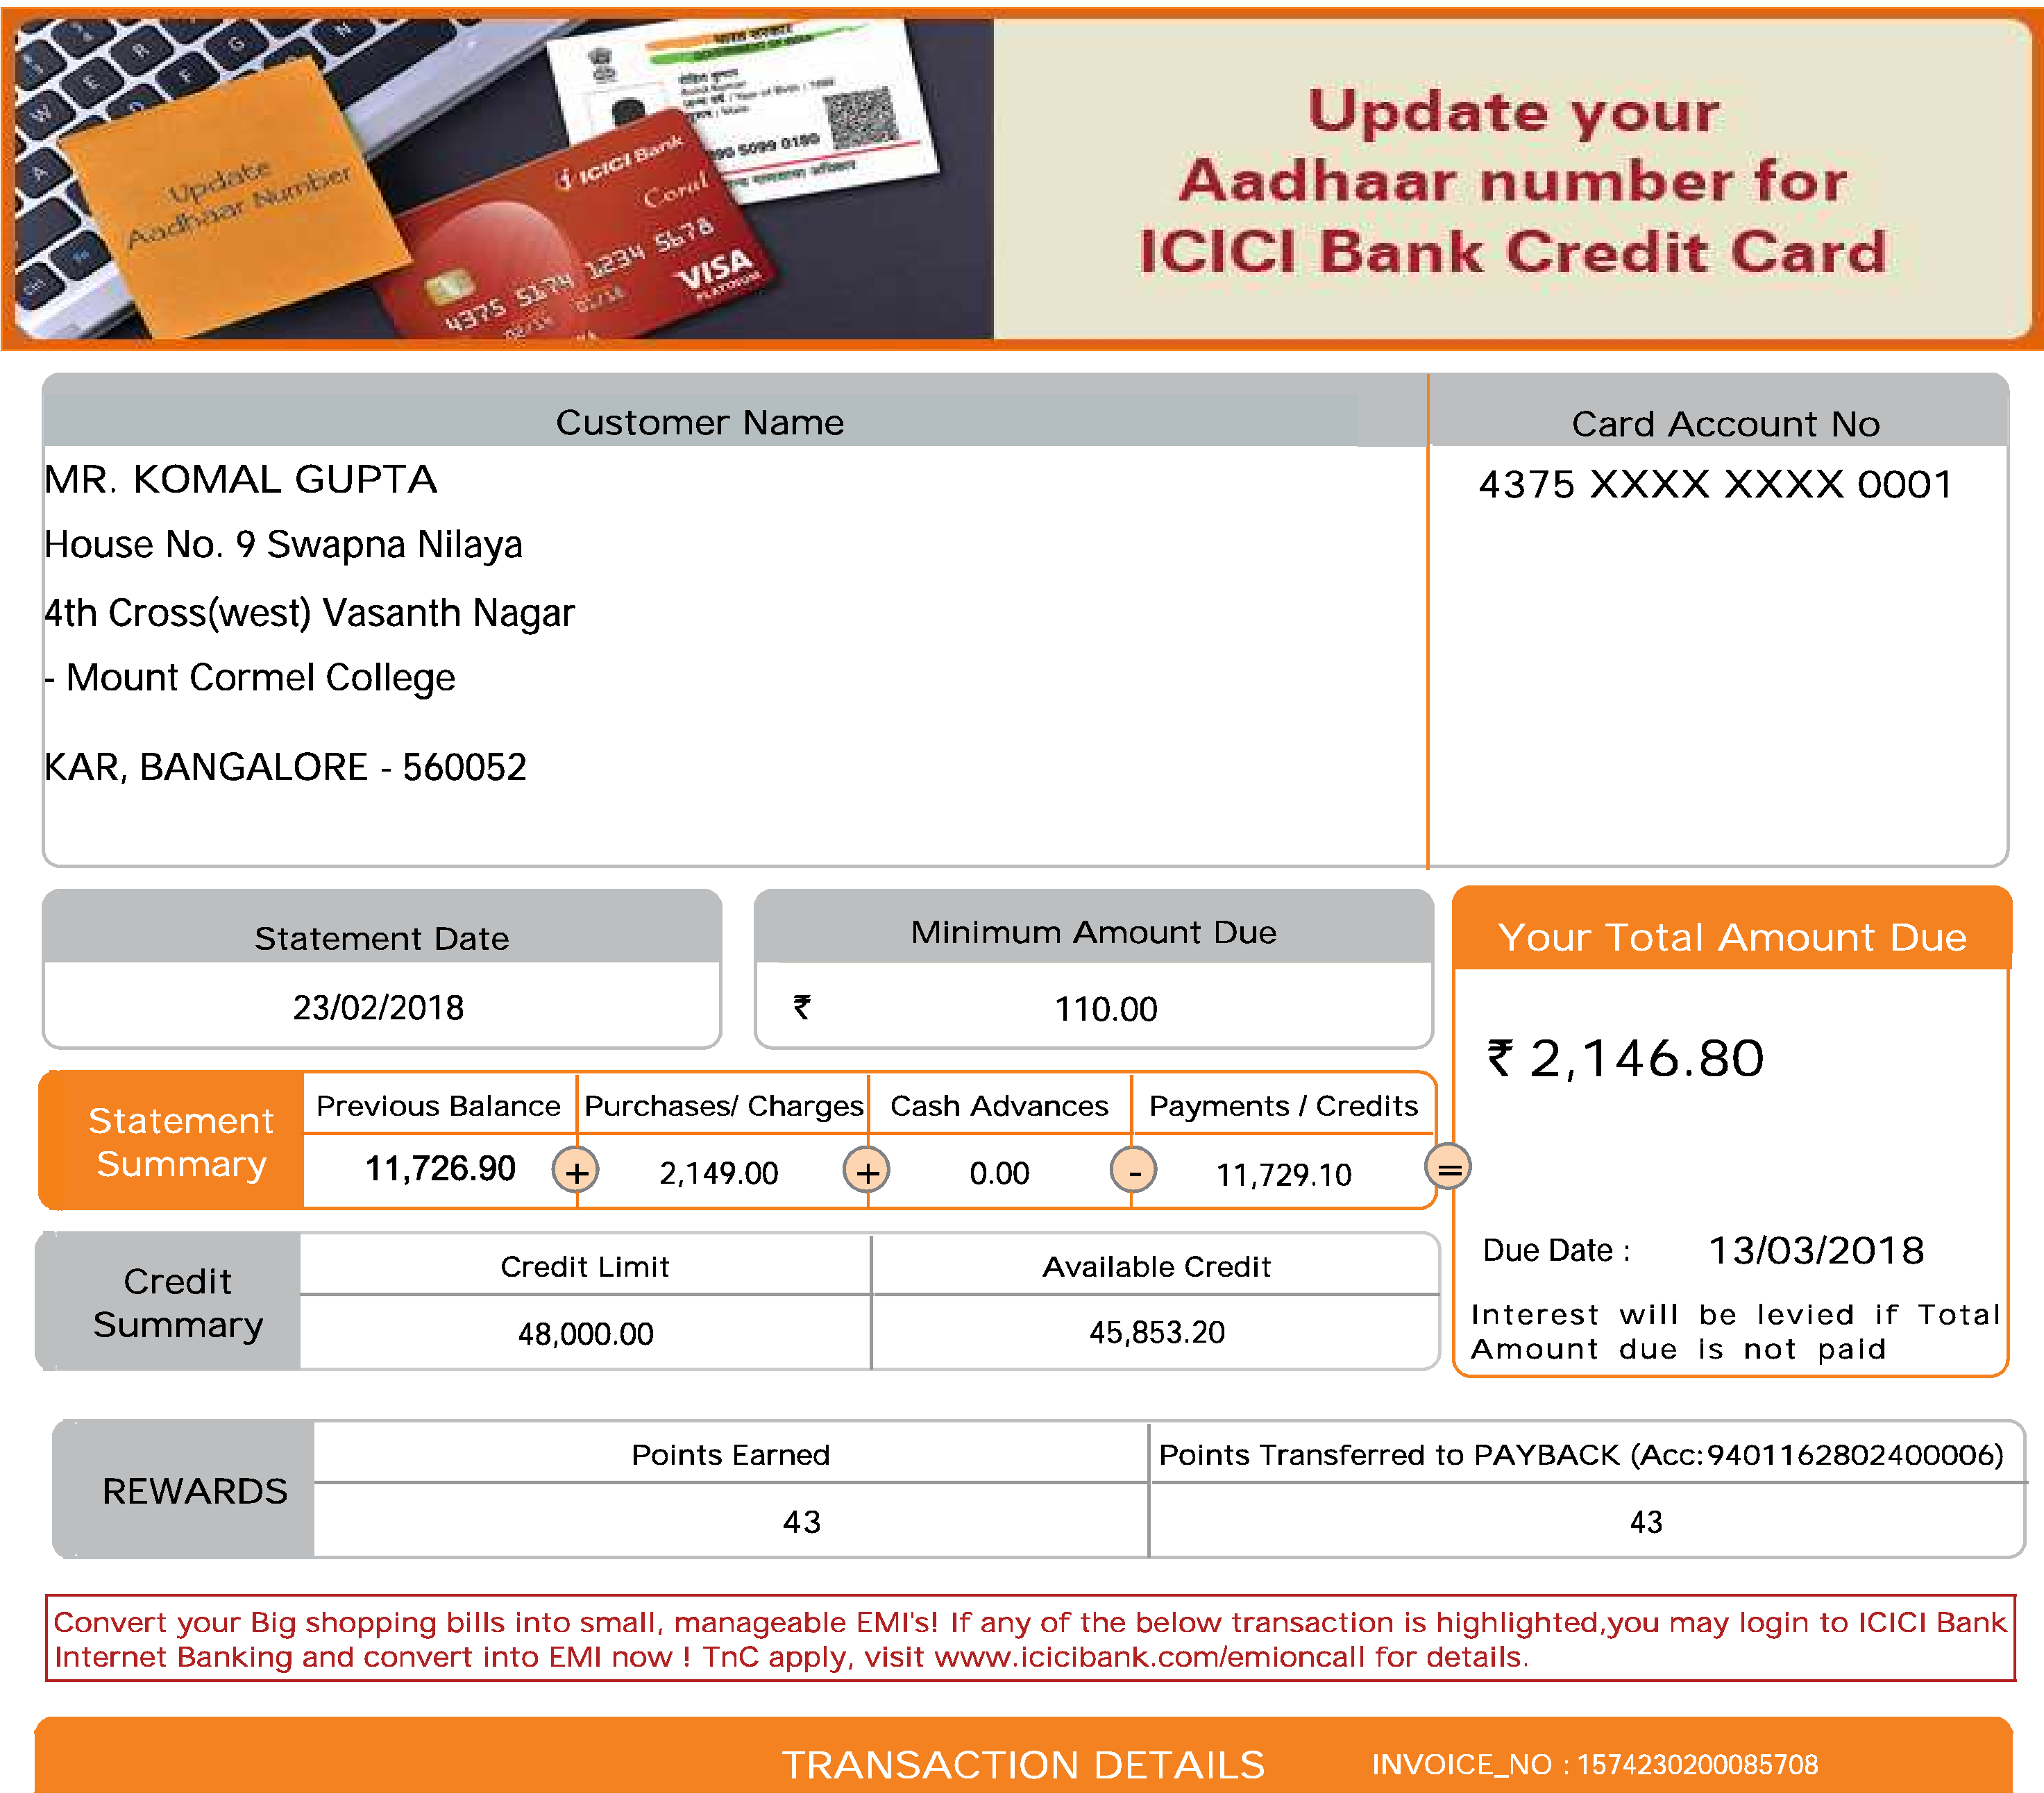 Update
Aadhaar Number
भारत सरकार
ICICI Bank
Coral
5099 0190
4375 5174 1234 5678
VISA
PLATINUM
Update your
Aadhaar number for
ICICI Bank Credit Card
Customer Name
Card Account No
MR. KOMAL GUPTA
4375 XXXX XXXX 0001
House No. 9 Swapna Nilaya
4th Cross(west) Vasanth Nagar
- Mount Cormel College
KAR, BANGALORE - 560052
Statement Date
Minimum Amount Due
Your Total Amount Due
23/02/2018
₹ 110.00
₹ 2,146.80
Statement
Summary
Previous Balance Purchases/ Charges Cash Advances Payments / Credits
11,726.90 + 2,149.00 + 0.00 - 11,729.10 =
Due Date : 13/03/2018
Interest will be levied if Total
Amount due is not paid
Credit
Summary
Credit Limit Available Credit
48,000.00 45,853.20
REWARDS
Points Earned Points Transferred to PAYBACK (Acc:9401162802400006)
43 43
Convert your Big shopping bills into small, manageable EMI's! If any of the below transaction is highlighted,you may login to ICICI Bank
Internet Banking and convert into EMI now ! TnC apply, visit www.icicibank.com/emioncall for details.
TRANSACTION DETAILS INVOICE_NO : 1574230200085708